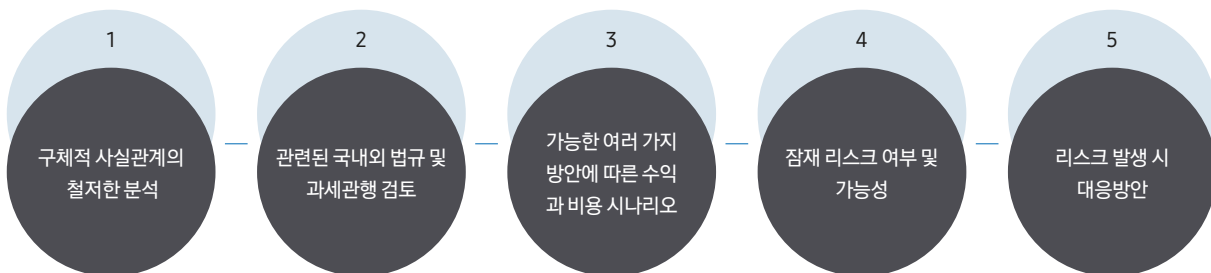 1
구체적 사실관계의
철저한 분석
2
관련된 국내외 법규 및
과세관행 검토
3
가능한 여러 가지
방안에 따른 수익
과 비용 시나리오
4
잠재 리스크 여부 및
가능성
5
리스크 발생 시
대응방안